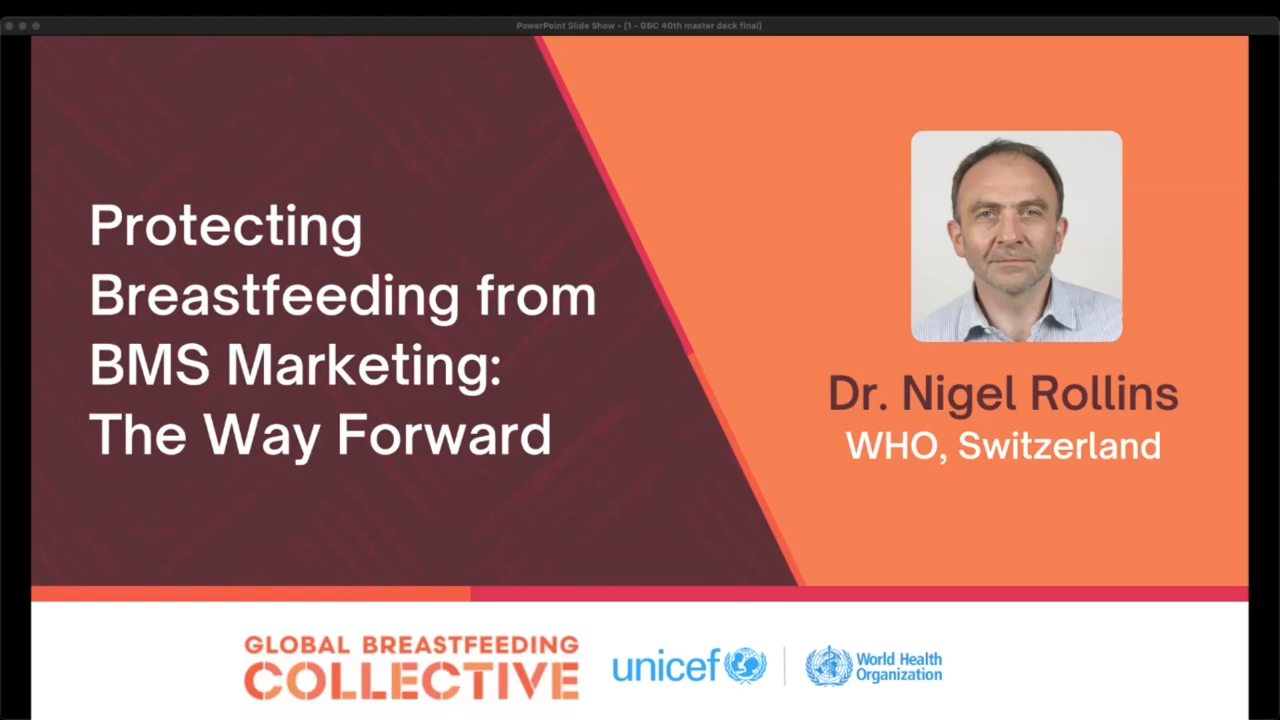 PowerPoint Slide Show - [1 - GBC 40th master deck final]
Protecting
Breastfeeding from
BMS Marketing:
The Way Forward
Dr. Nigel Rollins
WHO, Switzerland
GLOBAL BREASTFEEDING
COLLECTIVE
unicef
World Health
Organization